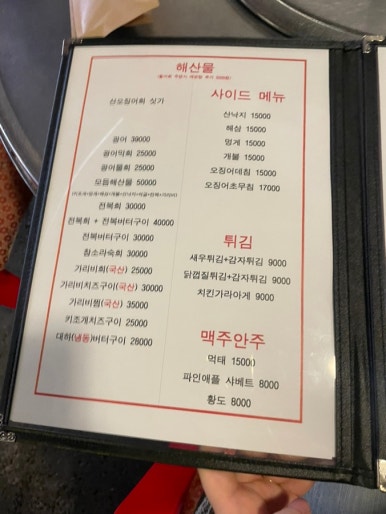 해산물
산오징어회 싯가
광어 39000
광어막회 25000
광어물회 25000
모듬해산물 50000
전복회 30000
전복회 + 전복버터구이 40000
전복버터구이 30000
참소라숙회 30000
가리비회(국산) 25000
가리비치즈구이(국산) 30000
가리비찜(국산) 35000
키조개치즈구이 25000
대하(냉동)버터구이 28000
사이드 메뉴
산낙지 15000
해삼 15000
멍게 15000
개불 15000
오징어데침 15000
오징어초무침 17000
튀김
새우튀김+감자튀김 9000
닭껍질튀김+감자튀김 9000
치킨가라아게 9000
맥주안주
먹태 15000
파인애플 샤베트 8000
황도 8000